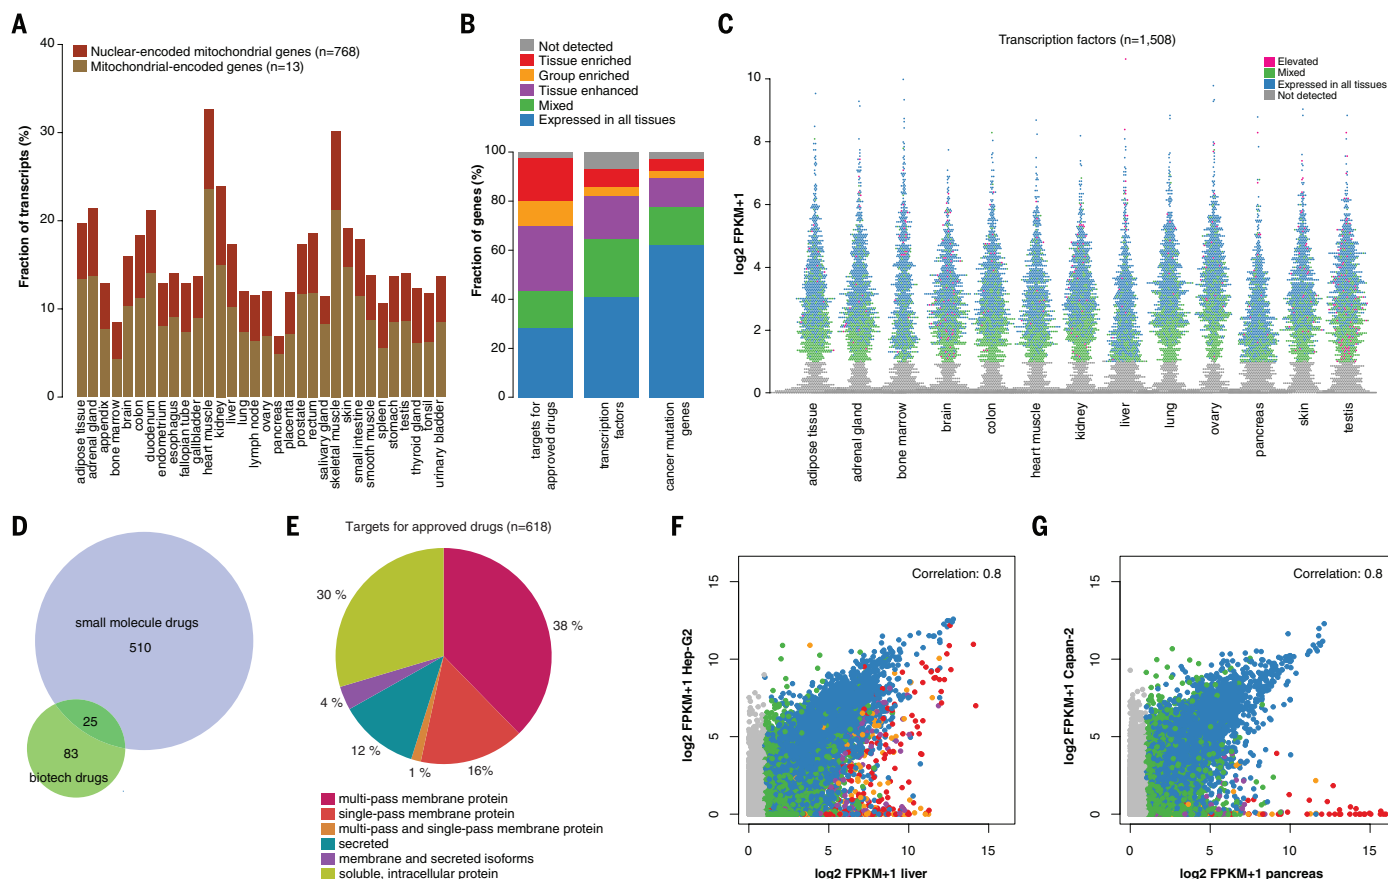 A
40
30
20
10
0
Fraction of transcripts (%)
Nuclear-encoded mitochondrial genes (n=768)
Mitochondrial-encoded genes (n=13)
adipose tissue
adrenal gland
appendix
bone marrow
brain
colon
duodenum
endometrium
esophagus
fallopian tube
gallbladder
heart muscle
kidney
liver
lung
lymph node
ovary
pancreas
placenta
prostate
rectum
salivary gland
skeletal muscle
skin
small intestine
smooth muscle
spleen
stomach
testis
thyroid gland
tonsil
urinary bladder
B
Not detected
Tissue enriched
Group enriched
Tissue enhanced
Mixed
Expressed in all tissues
100
80
60
40
20
0
Fraction of genes (%)
targets for
approved drugs
transcription
factors
cancer mutation
genes
C
Transcription factors (n=1,508)
Elevated
Mixed
Expressed in all tissues
Not detected
10
8
6
4
2
0
log2 FPKM+1
adipose tissue
adrenal gland
bone marrow
brain
colon
heart muscle
kidney
liver
lung
ovary
pancreas
skin
testis
D
small molecule drugs
510
25
83
biotech drugs
E
Targets for approved drugs (n=618)
30 %
38 %
4 %
12 %
1 %
16%
multi-pass membrane protein
single-pass membrane protein
multi-pass and single-pass membrane protein
secreted
membrane and secreted isoforms
soluble, intracellular protein
F
Correlation: 0.8
15
10
5
0
log2 FPKM+1 Hep-G2
0
5
10
15
log2 FPKM+1 liver
G
Correlation: 0.8
15
10
5
0
log2 FPKM+1 Capan-2
0
5
10
15
log2 FPKM+1 pancreas